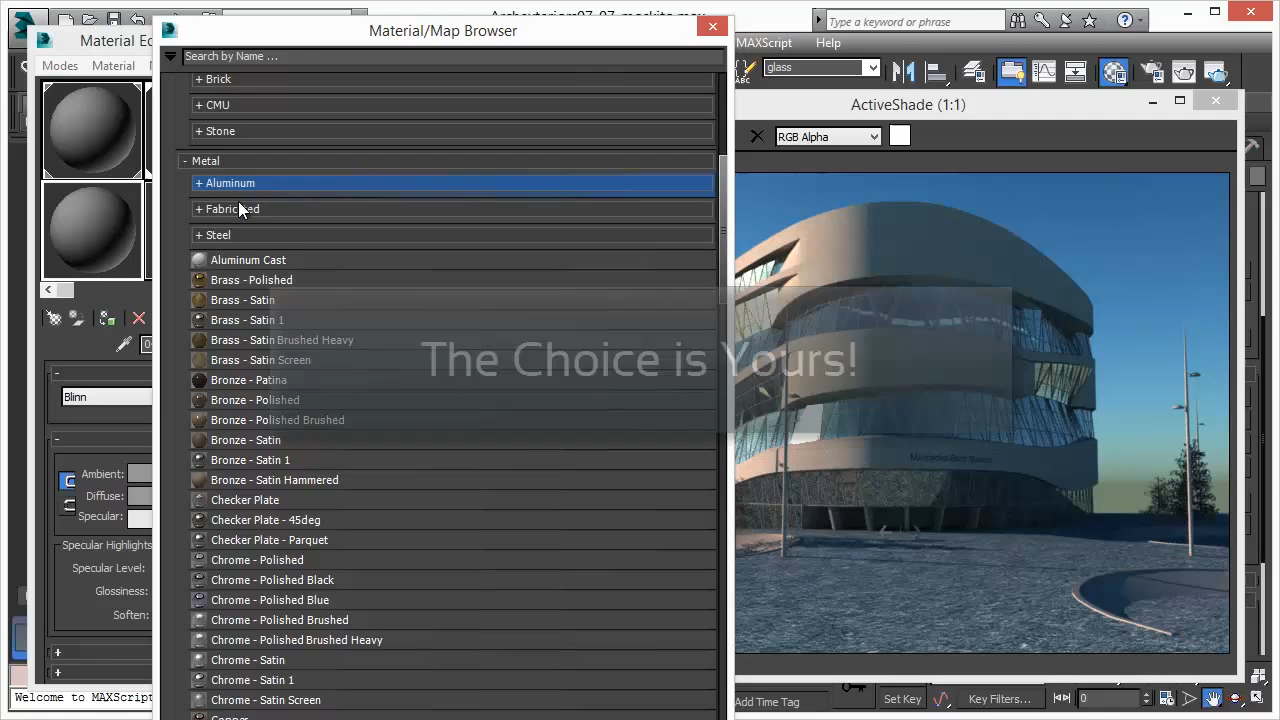 Material/Map Browser
Search by Name ...
Modes
Material
+ Brick
+ CMU
+ Stone
- Metal
+ Aluminum
+ Steel
Aluminum Cast
Brass - Polished
Brass - Satin
Brass - Satin 1
Brass - Satin Brushed Heavy
Brass - Satin Screen
Bronze - Patina
Bronze - Polished
Bronze - Polished Brushed
Bronze - Satin
Bronze - Satin 1
Bronze - Satin Hammered
Checker Plate
Checker Plate - 45deg
Checker Plate - Parquet
Chrome - Polished
Chrome - Polished Black
Chrome - Polished Blue
Chrome - Polished Brushed
Chrome - Polished Brushed Heavy
Chrome - Satin
Chrome - Satin 1
Chrome - Satin Screen
Copper
Blinn
Ambient:
Diffuse:
Specular:
Specular Highlights
Specular Level:
Glossiness:
Soften:
Welcome to MAXScript
The Choice is Yours!
Type a keyword or phrase
MAXScript
Help
ABC
glass
ActiveShade (1:1)
RGB Alpha
Add Time Tag
Set Key
Key Filters...
0